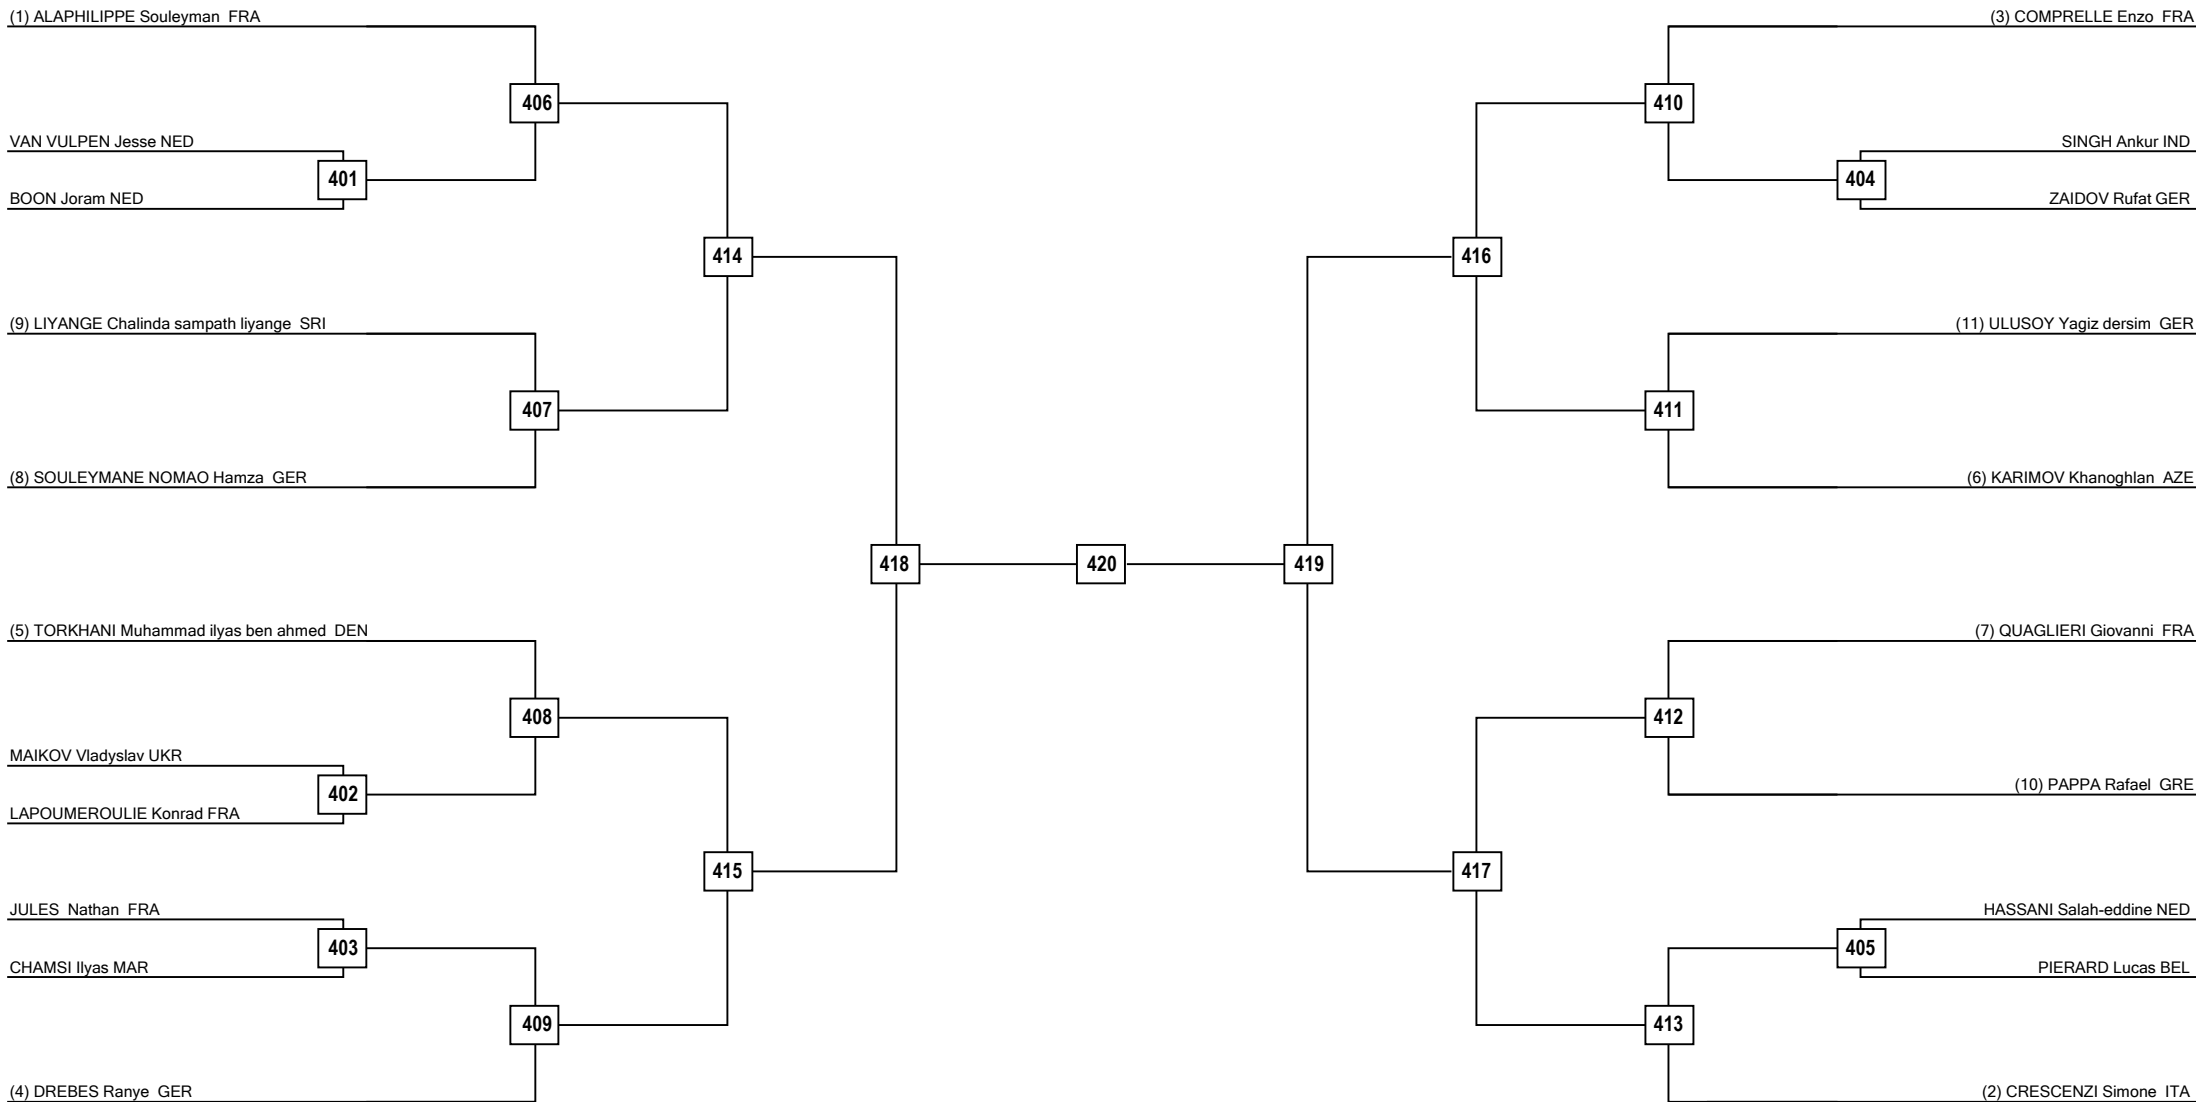 (1) ALAPHILIPPE Souleyman  FRA
(3) COMPRELLE Enzo  FRA
406
410
VAN VULPEN Jesse NED
SINGH Ankur IND
401
404
BOON Joram NED
ZAIDOV Rufat GER
414
416
(9) LIYANGE Chalinda sampath liyange  SRI
(11) ULUSOY Yagiz dersim  GER
407
411
(8) SOULEYMANE NOMAO Hamza  GER
(6) KARIMOV Khanoghlan  AZE
418
420
419
(5) TORKHANI Muhammad ilyas ben ahmed  DEN
(7) QUAGLIERI Giovanni  FRA
408
412
MAIKOV Vladyslav UKR
(10) PAPPA Rafael  GRE
402
LAPOUMEROULIE Konrad FRA
415
417
JULES  Nathan  FRA
HASSANI Salah-eddine NED
403
405
CHAMSI Ilyas MAR
PIERARD Lucas BEL
409
413
(4) DREBES Ranye  GER
(2) CRESCENZI Simone  ITA